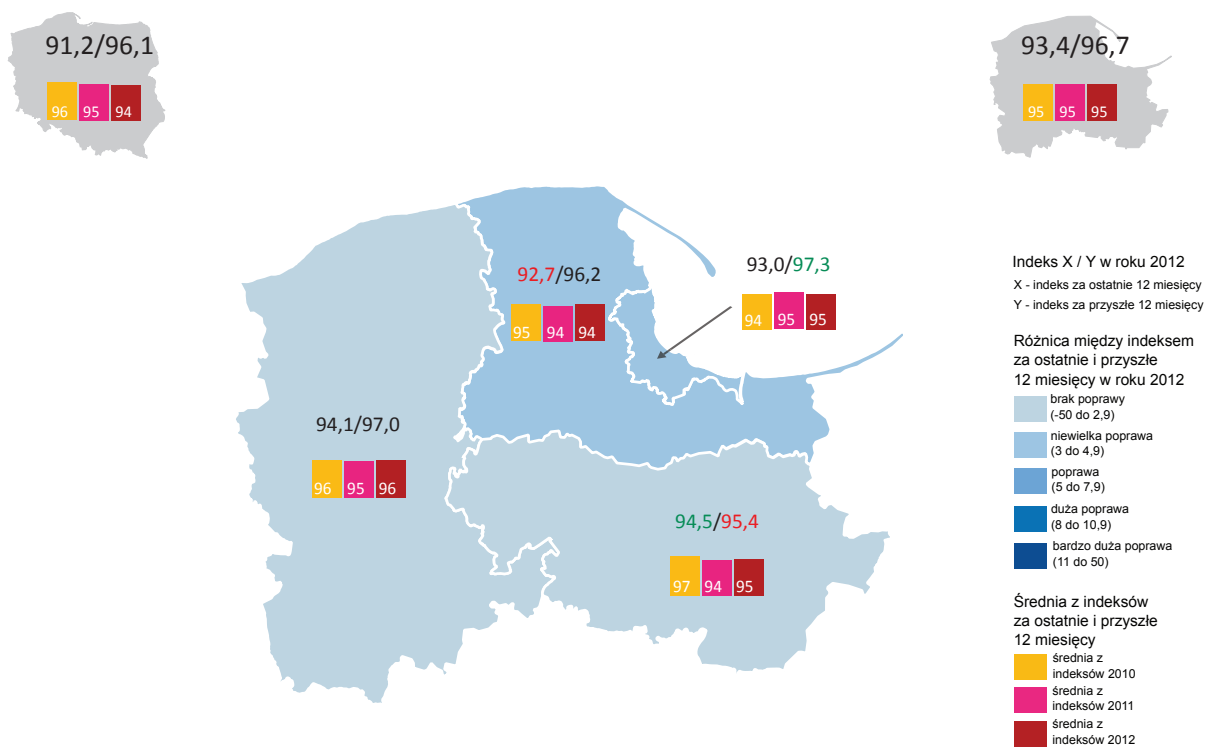 91,2/96,1
96 95 94
93,4/96,7
95 95 95
92,7/96,2
95 94 94
93,0/97,3
94 95 95
94,1/97,0
96 95 96
94,5/95,4
97 94 95
Indeks X / Y w roku 2012
X - indeks za ostatnie 12 miesięcy
Y - indeks za przyszłe 12 miesięcy
Różnica między indeksem
za ostatnie i przyszłe
12 miesięcy w roku 2012
brak poprawy
(-50 do 2,9)
niewielka poprawa
(3 do 4,9)
poprawa
(5 do 7,9)
duża poprawa
(8 do 10,9)
bardzo duża poprawa
(11 do 50)
Średnia z indeksów
za ostatnie i przyszłe
12 miesięcy
średnia z
indeksów 2010
średnia z
indeksów 2011
średnia z
indeksów 2012